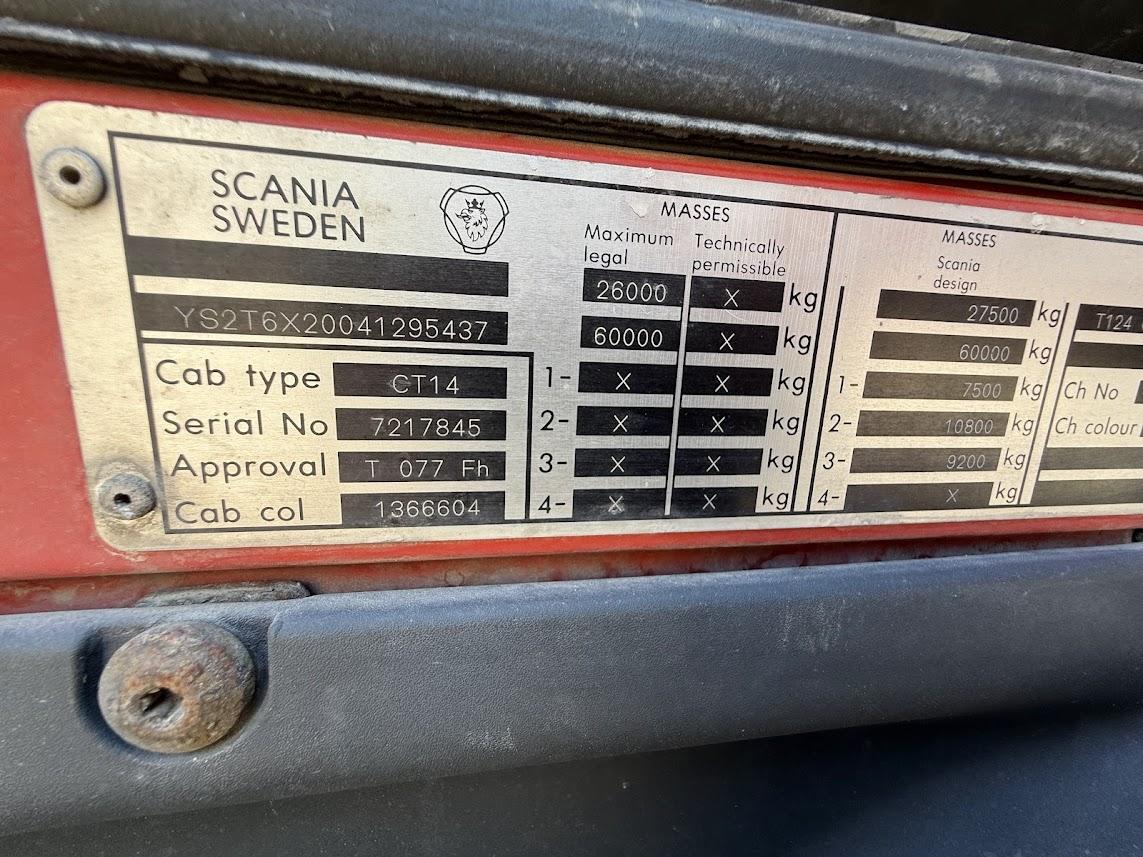 SCANIA
SWEDEN
YS2T6X20041295437
Cab type CT14
Serial No 7217845
Approval T 077 Fh
Cab col 1366604
MASSES
Maximum legal Technically permissible
26000 X kg
60000 X kg
1- X X kg
2- X X kg
3- X X kg
4- X X kg
MASSES
Scania
design
27500 kg
60000 kg
1- 7500 kg
2- 10800 kg
3- 9200 kg
4- X kg
T124
Ch No
Ch colour